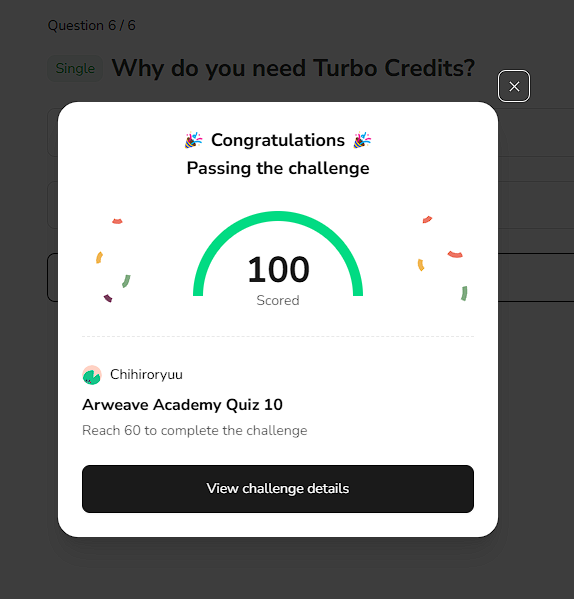 Question 6 / 6
Single Why do you need Turbo Credits?
🎉 Congratulations 🎉
Passing the challenge
100
Scored
Chihiroryuu
Arweave Academy Quiz 10
Reach 60 to complete the challenge
View challenge details